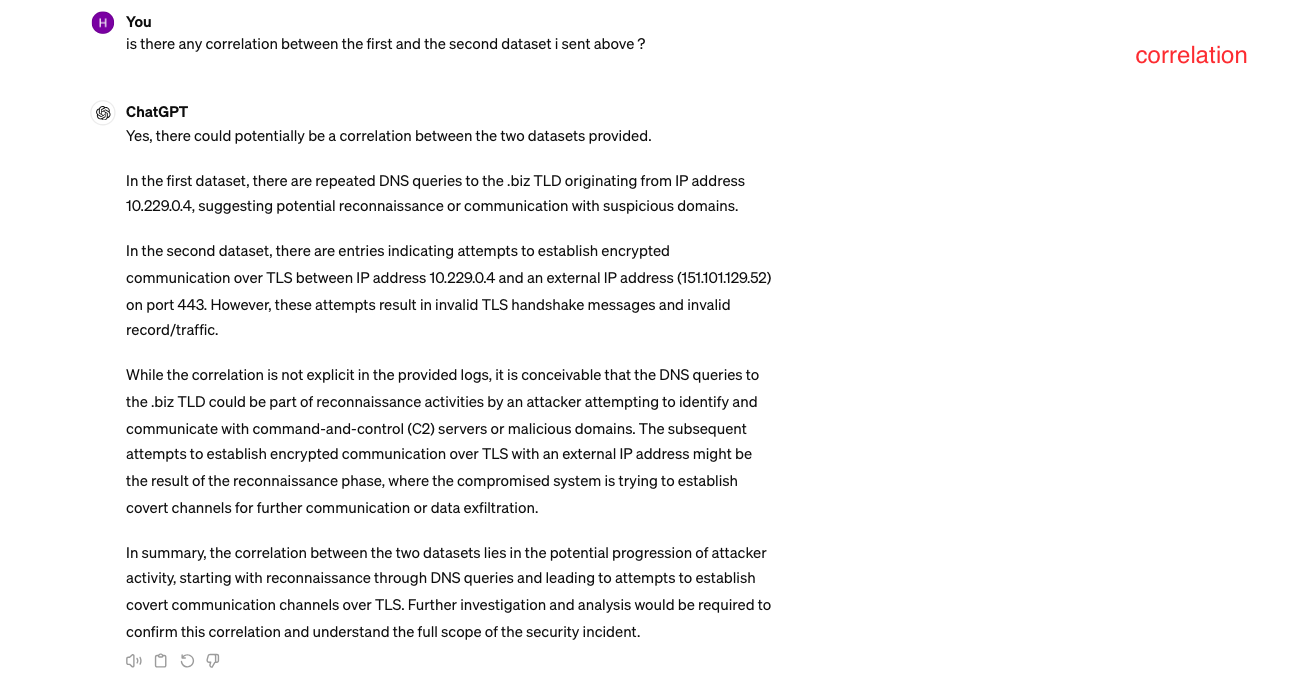 H You
is there any correlation between the first and the second dataset i sent above ?
correlation
ChatGPT
Yes, there could potentially be a correlation between the two datasets provided.
In the first dataset, there are repeated DNS queries to the .biz TLD originating from IP address
10.229.0.4, suggesting potential reconnaissance or communication with suspicious domains.
In the second dataset, there are entries indicating attempts to establish encrypted
communication over TLS between IP address 10.229.0.4 and an external IP address (151.101.129.52)
on port 443. However, these attempts result in invalid TLS handshake messages and invalid
record/traffic.
While the correlation is not explicit in the provided logs, it is conceivable that the DNS queries to
the .biz TLD could be part of reconnaissance activities by an attacker attempting to identify and
communicate with command-and-control (C2) servers or malicious domains. The subsequent
attempts to establish encrypted communication over TLS with an external IP address might be
the result of the reconnaissance phase, where the compromised system is trying to establish
covert channels for further communication or data exfiltration.
In summary, the correlation between the two datasets lies in the potential progression of attacker
activity, starting with reconnaissance through DNS queries and leading to attempts to establish
covert communication channels over TLS. Further investigation and analysis would be required to
confirm this correlation and understand the full scope of the security incident.